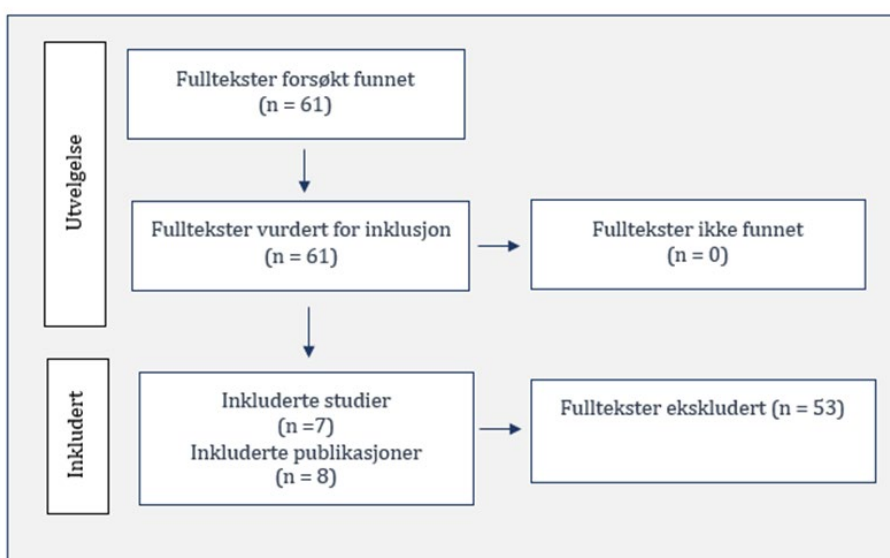 Utvelgelse
Fulltekster forsøkt funnet
(n = 61)
Fulltekster vurdert for inklusjon
(n = 61)
Fulltekster ikke funnet
(n = 0)
Inkludert
Inkluderte studier
(n =7)
Inkluderte publikasjoner
(n = 8)
Fulltekster ekskludert (n = 53)